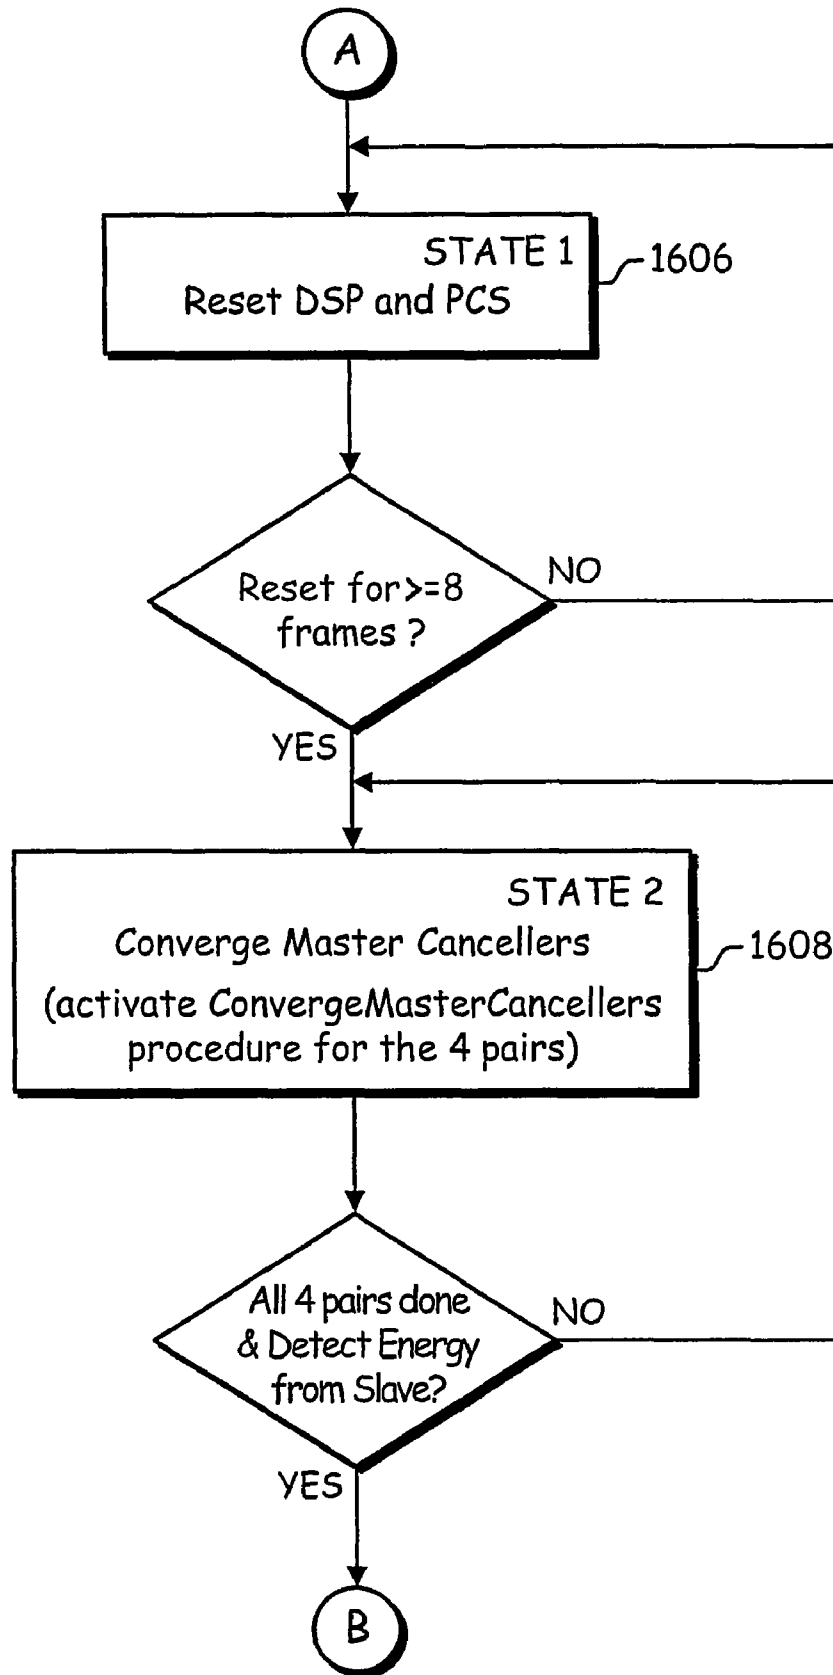 A
STATE 1
Reset DSP and PCS
1606
Reset for >=8
frames ?
NO
YES
STATE 2
Converge Master Cancellers
(activate ConvergeMasterCancellers
procedure for the 4 pairs)
1608
All 4 pairs done
& Detect Energy
from Slave?
NO
YES
B